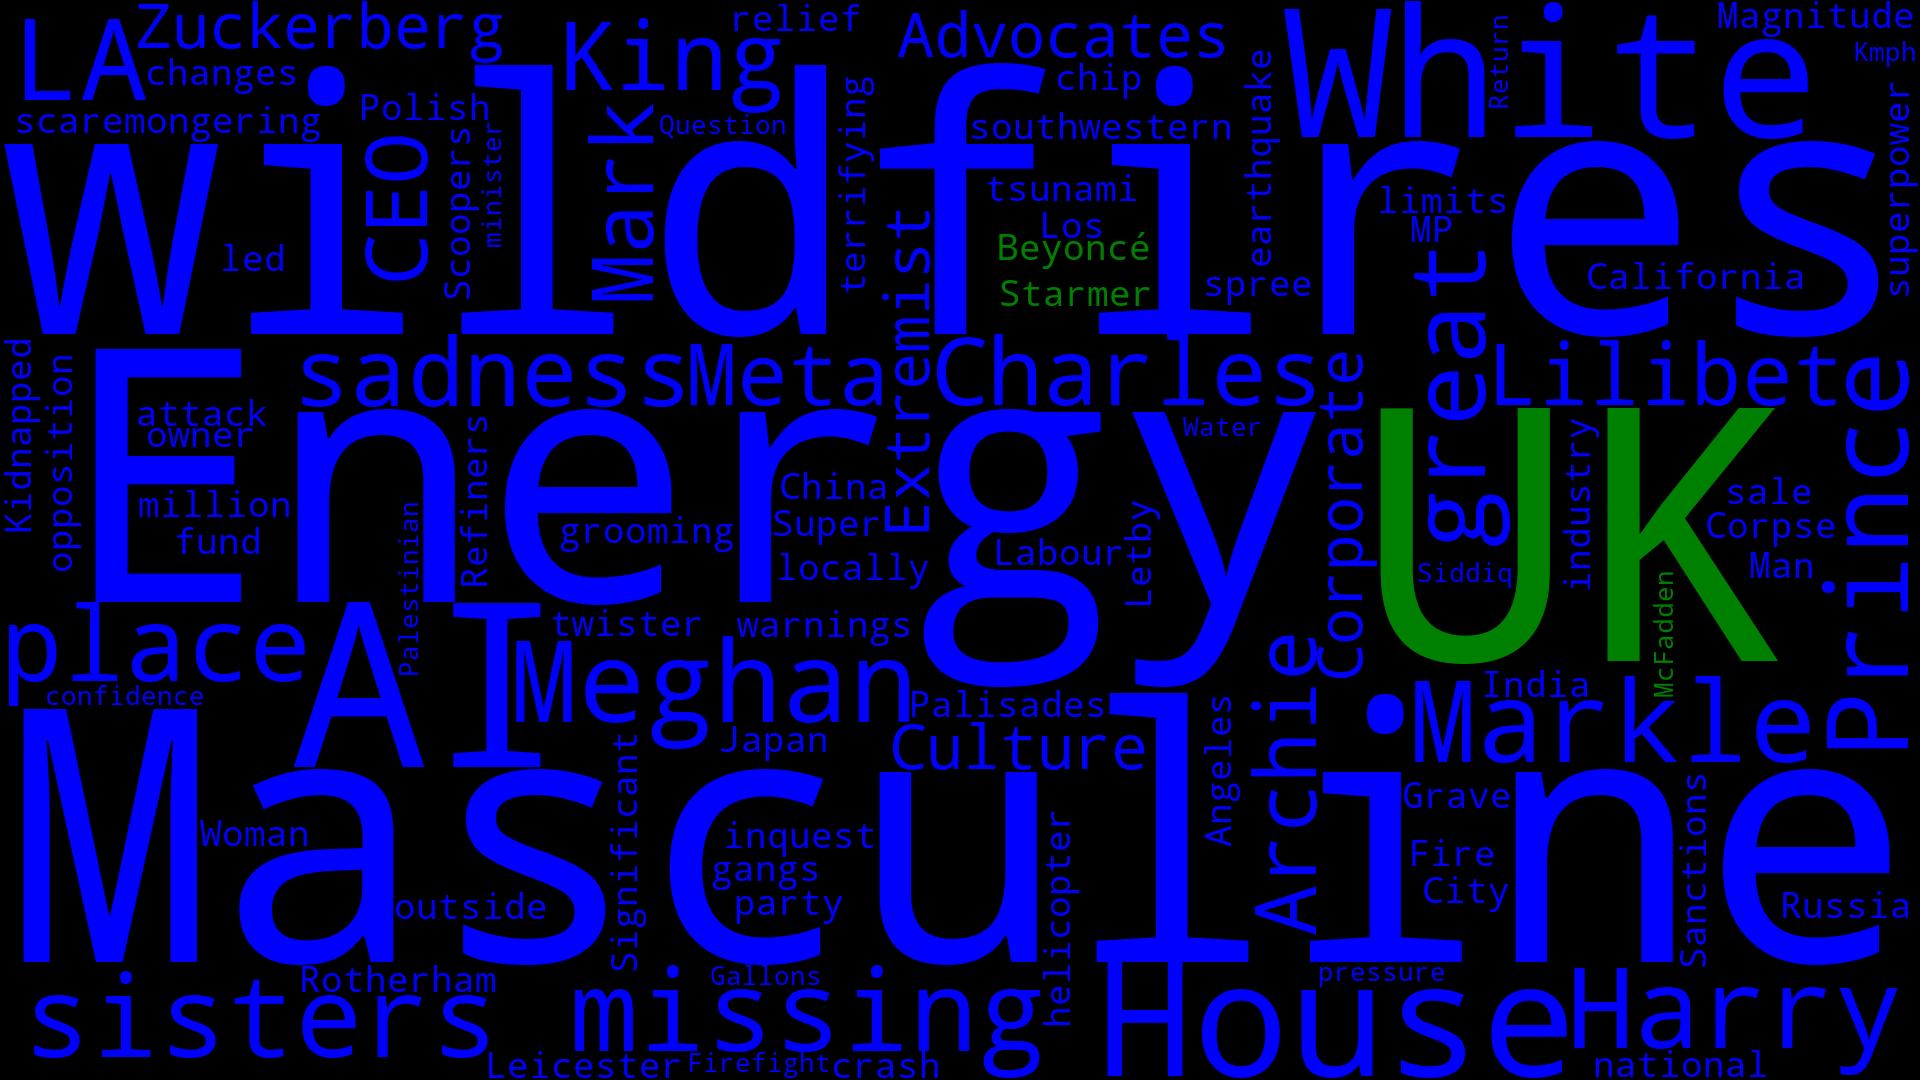 LA
Zuckerberg
King
relief
Advocates
White
Magnitude
Kmph
changes
chip
Return
scaremongering
Polish
Question
southwestern
wildfires
CEO
Scoopers
minister
Mark
terrifying
earthquake
superpower
tsunami
Los
Beyoncé
Starmer
limits
MP
led
spree
California
Extremist
great
Kidnapped
opposition
sadness
Meta
Charles
Corporate
Lilibet
Prince
attack
owner
Energy
Water
UK
million
fund
Palestinian
Refiners
grooming
China
Super
locally
Labour
Letby
Siddiq
industry
sale
Corpse
Man
McFadden
place
AI
twister
warnings
confidence
Meghan
Palisades
India
Markle
Japan
Culture
Archie
Masculine
Woman
Significant
inquest
gangs
party
helicopter
Angeles
Grave
Fire
City
Sanctions
Russia
outside
Rotherham
Gallons
pressure
sisters
missing
House
Harry
Leicester
Firefight
crash
national